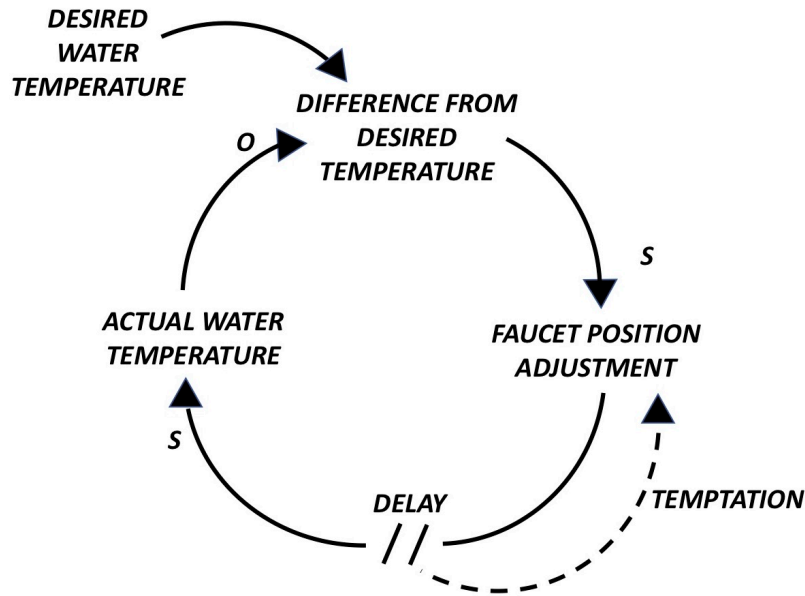 DESIRED
WATER
TEMPERATURE
DIFFERENCE FROM
DESIRED
TEMPERATURE
O
S
ACTUAL WATER
TEMPERATURE
FAUCET POSITION
ADJUSTMENT
S
DELAY
TEMPTATION